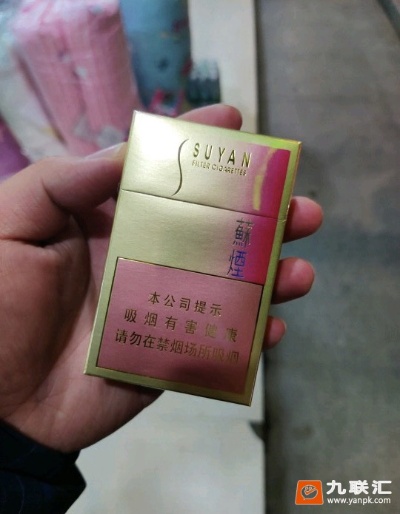 SUYAN
FILTER CIGARETTES
蘇煙
本公司提示
吸烟有害健康
请勿在禁烟场所吸烟
九联汇
www.yanpk.com